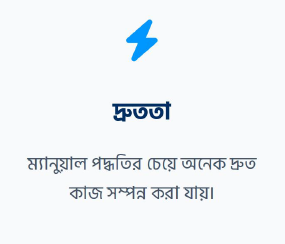 দ্রুততা
ম্যানুয়াল পদ্ধতির চেয়ে অনেক দ্রুত
কাজ সম্পন্ন করা যায়।